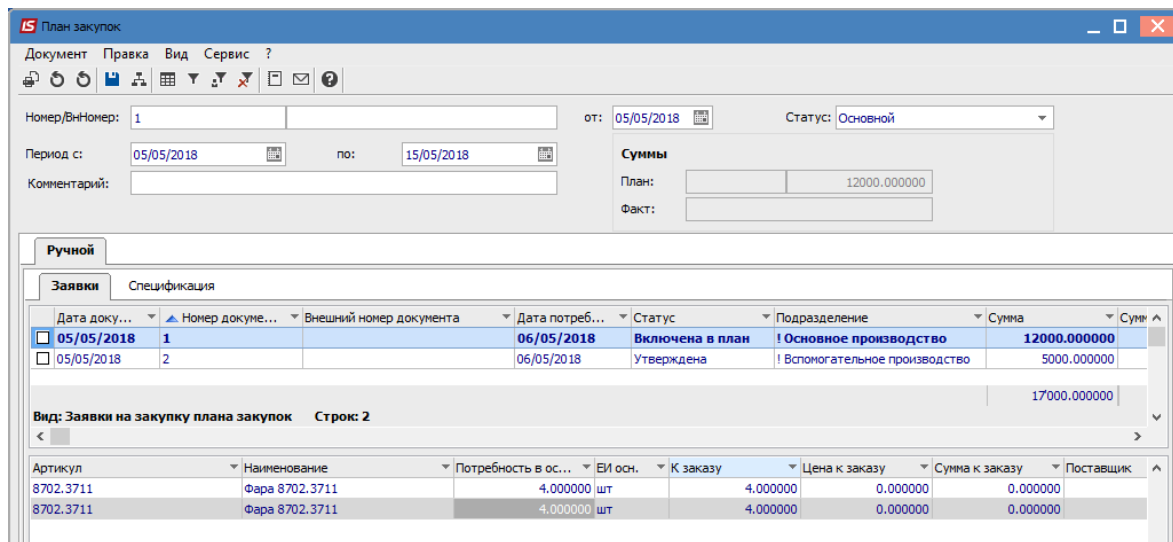 IS План закупок
Документ Правка Вид Сервис ?
Номер/ВнНомер: 1 от: 05/05/2018 Статус: Основной
Период с: 05/05/2018 по: 15/05/2018 Суммы
Комментарий: План: 12000.000000
Факт:
Ручной
Заявки Спецификация
Дата доку... Номер докуме... Внешний номер документа Дата потреб... Статус Подразделение Сумма Сумм
05/05/2018 1 06/05/2018 Включена в план ! Основное производство 12000.000000
05/05/2018 2 06/05/2018 Утверждена ! Вспомогательное производство 5000.000000
17'000.000000
Вид: Заявки на закупку плана закупок Строк: 2
Артикул Наименование Потребность в ос... ЕИ осн. К заказу Цена к заказу Сумма к заказу Поставщик
8702.3711 Фара 8702.3711 4.000000 шт 4.000000 0.000000 0.000000
8702.3711 Фара 8702.3711 4.000000 шт 4.000000 0.000000 0.000000